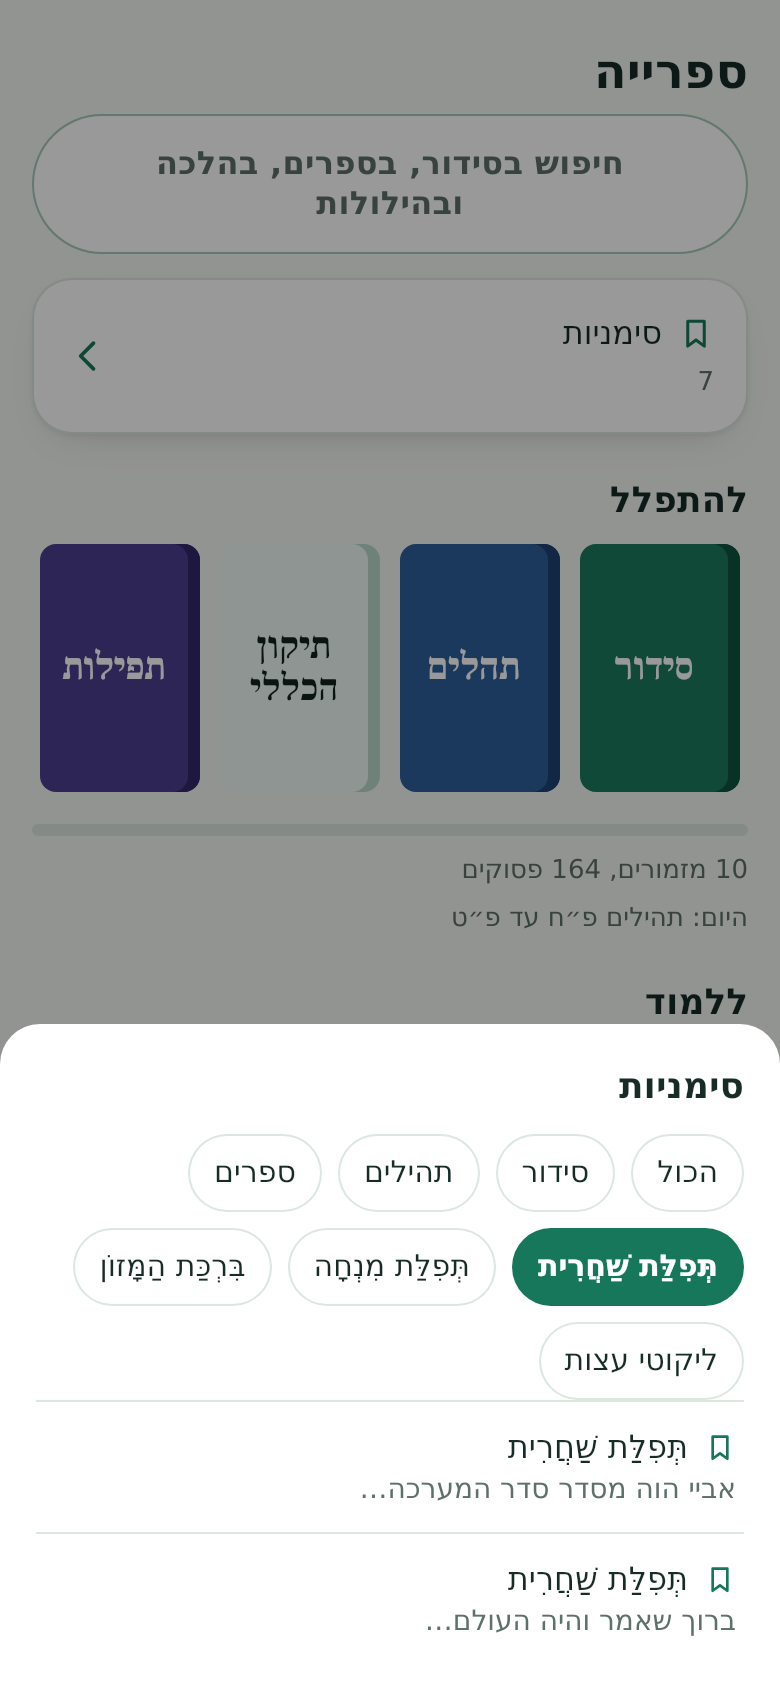 ספרייה
חיפוש בסידור, בספרים, בהלכה
ובהילולות
סימניות
7
להתפלל
סידור
תהלים
תיקון
הכללי
תפילות
10 מזמורים, 164 פסוקים
היום: תהילים פ״ח עד פ״ט
ללמוד
סימניות
הכול
סידור
תהילים
ספרים
תְּפִלַּת שַׁחֲרִית
תְּפִלַּת מִנְחָה
בִּרְכַּת הַמָּזוֹן
ליקוטי עצות
תְּפִלַּת שַׁחֲרִית
אביי הוה מסדר סדר המערכה...
תְּפִלַּת שַׁחֲרִית
ברוך שאמר והיה העולם...